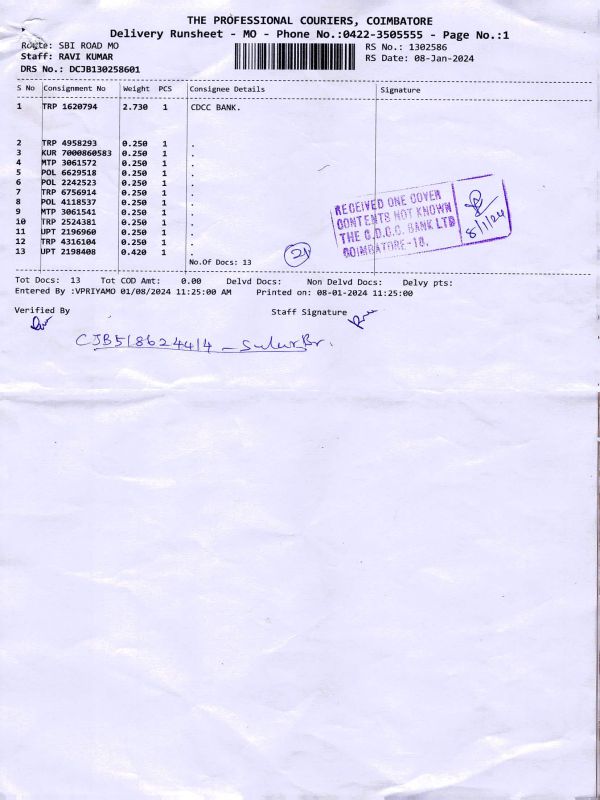 THE PROFESSIONAL COURIERS, COIMBATORE
Delivery Runsheet - MO - Phone No.:0422-3505555 - Page No.:1
Route: SBI ROAD MO
RS No.: 1302586
Staff: RAVI KUMAR
RS Date: 08-Jan-2024
DRS No.: DCJB130258601
S No Consignment No Weight PCS Consignee Details Signature
1 TRP 1620794 2.730 1 CDCC BANK.
2 TRP 4958293 0.250 1 .
3 KUR 7000860583 0.250 1 .
4 MTP 3061572 0.250 1 .
5 POL 6629518 0.250 1 .
6 POL 2242523 0.250 1 .
7 TRP 6756914 0.250 1 .
8 POL 4118537 0.250 1 .
9 MTP 3061541 0.250 1 .
10 TRP 2524381 0.250 1 .
11 UPT 2196960 0.250 1 .
12 TRP 4316104 0.250 1 .
13 UPT 2198408 0.420 1 .
No.Of Docs: 13
21
RECEIVED ONE COVER
CONTENTS NOT KNOWN
THE C.D.C.C. BANK LTD
COIMBATORE-18.
8/1/24
Tot Docs: 13 Tot COD Amt: 0.00 Delvd Docs: Non Delvd Docs: Delvy pts:
Entered By :VPRIYAMO 01/08/2024 11:25:00 AM Printed on: 08-01-2024 11:25:00
Verified By Staff Signature
CJB518624414 - Sulur Br.